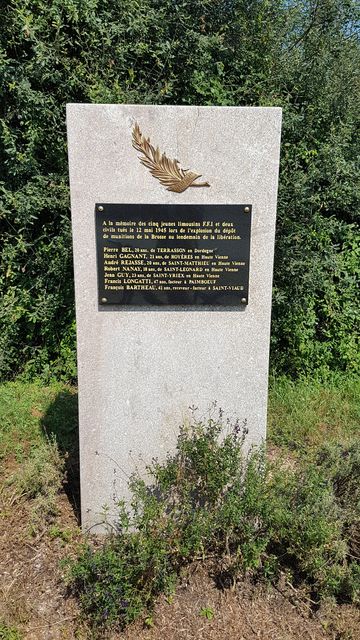 A la mémoire des cinq jeunes limousins F.F.I et deux
civils tués le 12 mai 1945 lors de l'explosion du dépôt
de munitions de la Brosse au lendemain de la libération.
Pierre BEL, 20 ans, de TERRASSON en Dordogne
Henri GAGNANT, 21 ans, de ROYÈRES en Haute Vienne
André REJASSE, 20 ans, de SAINT-MATTHIEU en Haute Vienne
Robert NANAY, 18 ans, de SAINT-LEONARD en Haute Vienne
Jean GUY, 23 ans, de SAINT-YRIEX en Haute Vienne
Francis LONGATTI, 47 ans, facteur à PAIMBOEUF
François BARTHEAU, 41 ans, receveur - facteur à SAINT-VIAUD